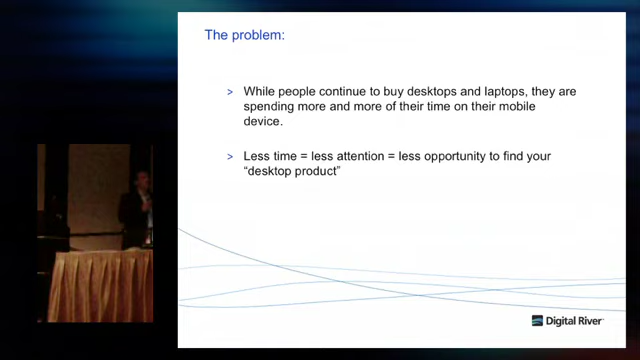 The problem:
> While people continue to buy desktops and laptops, they are
spending more and more of their time on their mobile
device.
> Less time = less attention = less opportunity to find your
“desktop product”
Digital River